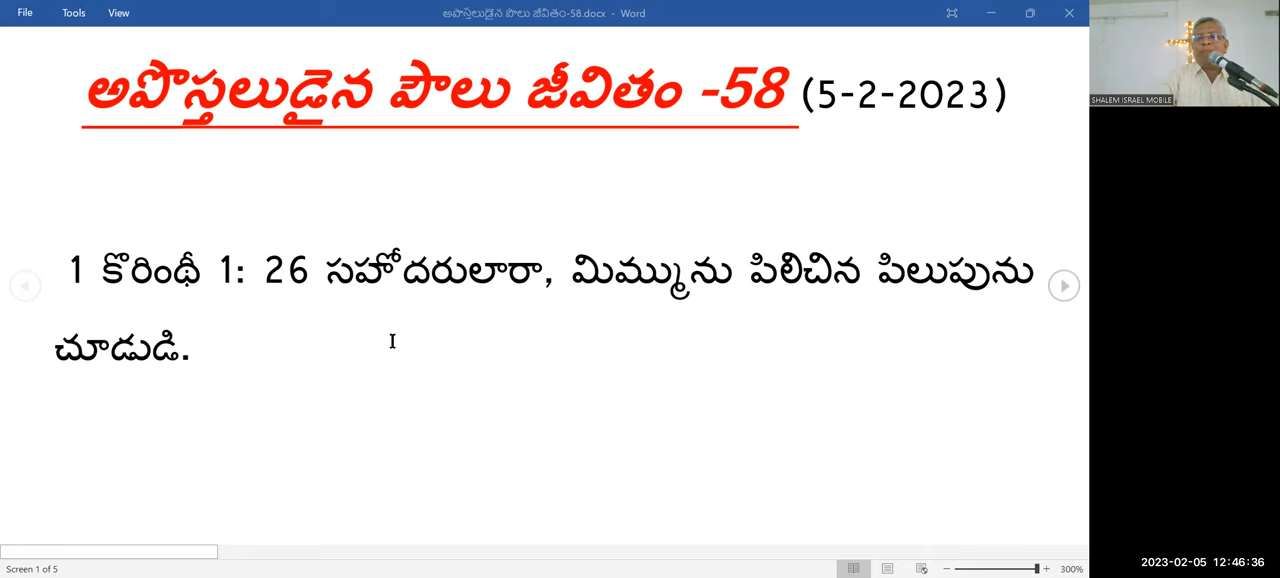 File Tools View అపొస్తలుడైన పౌలు జీవితం-58.docx - Word
అపొస్తలుడైన పౌలు జీవితం -58 (5-2-2023)
SHALEM ISRAEL MOBILE
1 కొరింథీ 1: 26 సహోదరులారా, మిమ్మును పిలిచిన పిలుపును
చూడుడి.
2023-02-05 12:46:36
Screen 1 of 5 300%